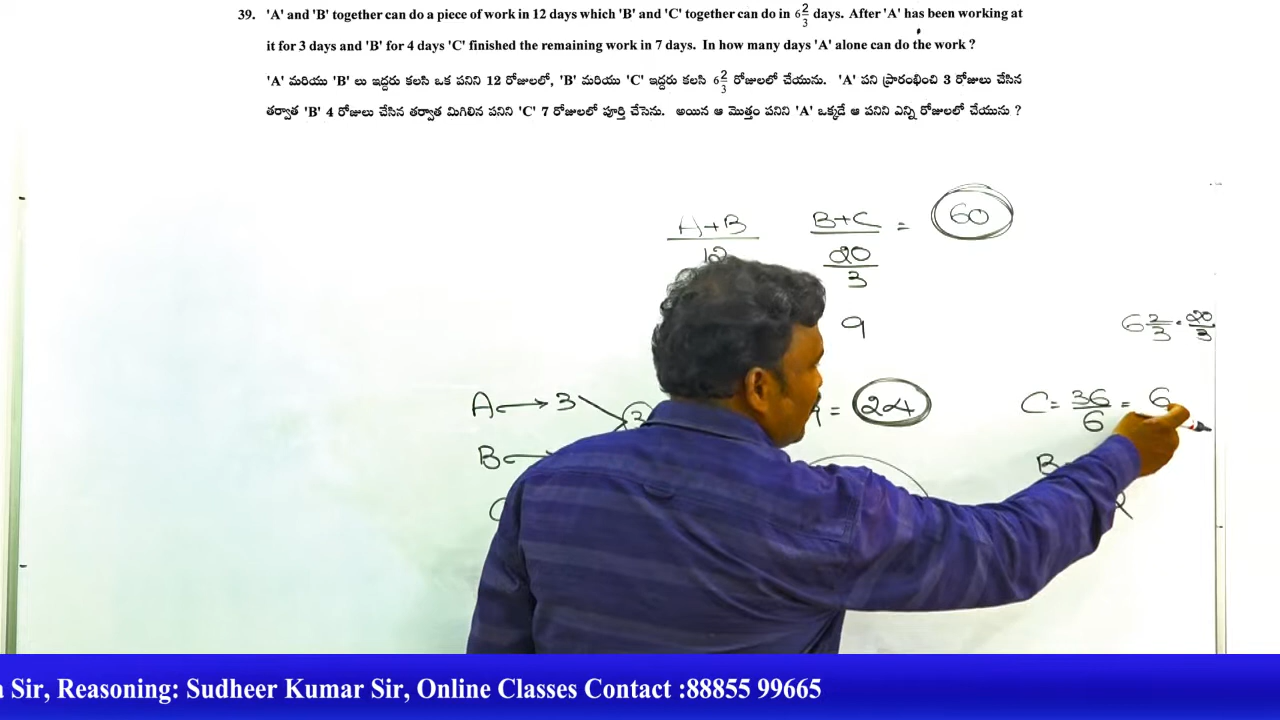 39. 'A' and 'B' together can do a piece of work in 12 days which 'B' and 'C' together can do in 6 2/3 days. After 'A' has been working at
it for 3 days and 'B' for 4 days 'C' finished the remaining work in 7 days. In how many days 'A' alone can do the work ?
'A' మరియు 'B' లు ఇద్దరు కలసి ఒక పనిని 12 రోజులలో, 'B' మరియు 'C' ఇద్దరు కలసి 6 2/3 రోజులలో చేయును. 'A' పని ప్రారంభించి 3 రోజులు చేసిన
తర్వాత 'B' 4 రోజులు చేసిన తర్వాత మిగిలిన పనిని 'C' 7 రోజులలో పూర్తి చేసెను. అయిన ఆ మొత్తం పనిని 'A' ఒక్కడే ఆ పనిని ఎన్ని రోజులలో చేయును ?
A+B/12 B+C/20/3 = 60
9
6 2/3 = 20/3
A → 3 = 24
C = 36/6 = 6
B
a Sir, Reasoning: Sudheer Kumar Sir, Online Classes Contact :88855 99665